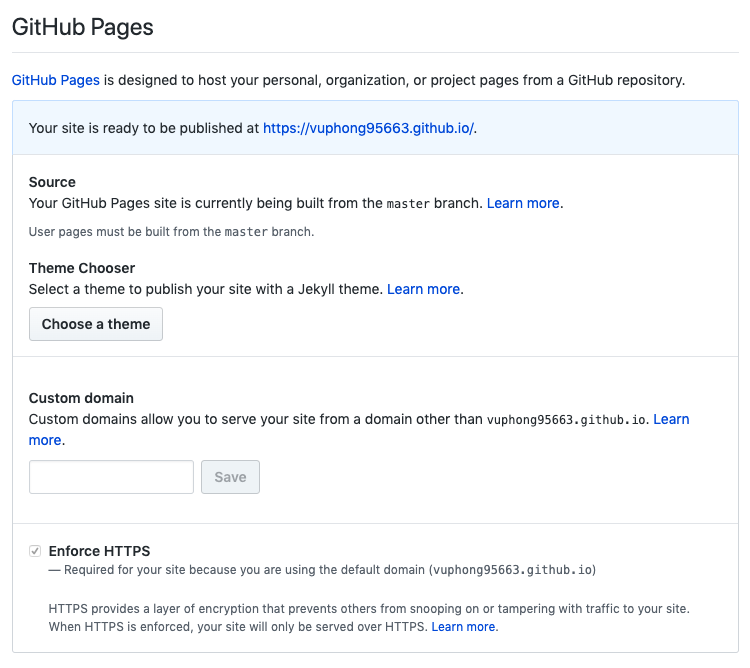 GitHub Pages
GitHub Pages is designed to host your personal, organization, or project pages from a GitHub repository.
Your site is ready to be published at https://vuphong95663.github.io/.
Source
Your GitHub Pages site is currently being built from the master branch. Learn more.
User pages must be built from the master branch.
Theme Chooser
Select a theme to publish your site with a Jekyll theme. Learn more.
Choose a theme
Custom domain
Custom domains allow you to serve your site from a domain other than vuphong95663.github.io. Learn
more.
Save
Enforce HTTPS
— Required for your site because you are using the default domain (vuphong95663.github.io)
HTTPS provides a layer of encryption that prevents others from snooping on or tampering with traffic to your site.
When HTTPS is enforced, your site will only be served over HTTPS. Learn more.